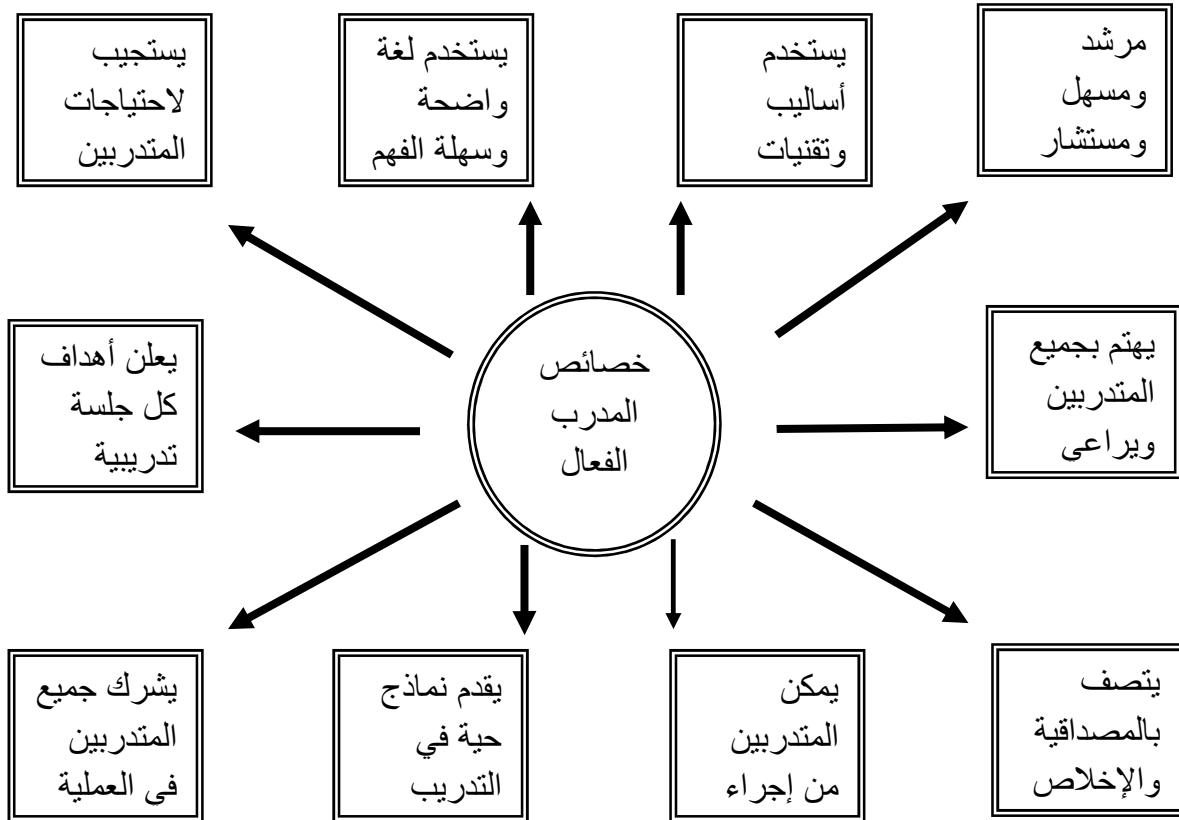 مرشد
ومسهل
ومستشار
يستخدم
أساليب
وتقنيات
يستخدم لغة
واضحة
وسهلة الفهم
يستجيب
لاحتياجات
المتدربين
يهتم بجميع
المتدربين
ويراعي
خصائص
المدرب
الفعال
يعلن أهداف
كل جلسة
تدريبية
يتصف
بالمصداقية
والإخلاص
يمكن
المتدربين
من إجراء
يقدم نماذج
حية في
التدريب
يشرك جميع
المتدربين
في العملية